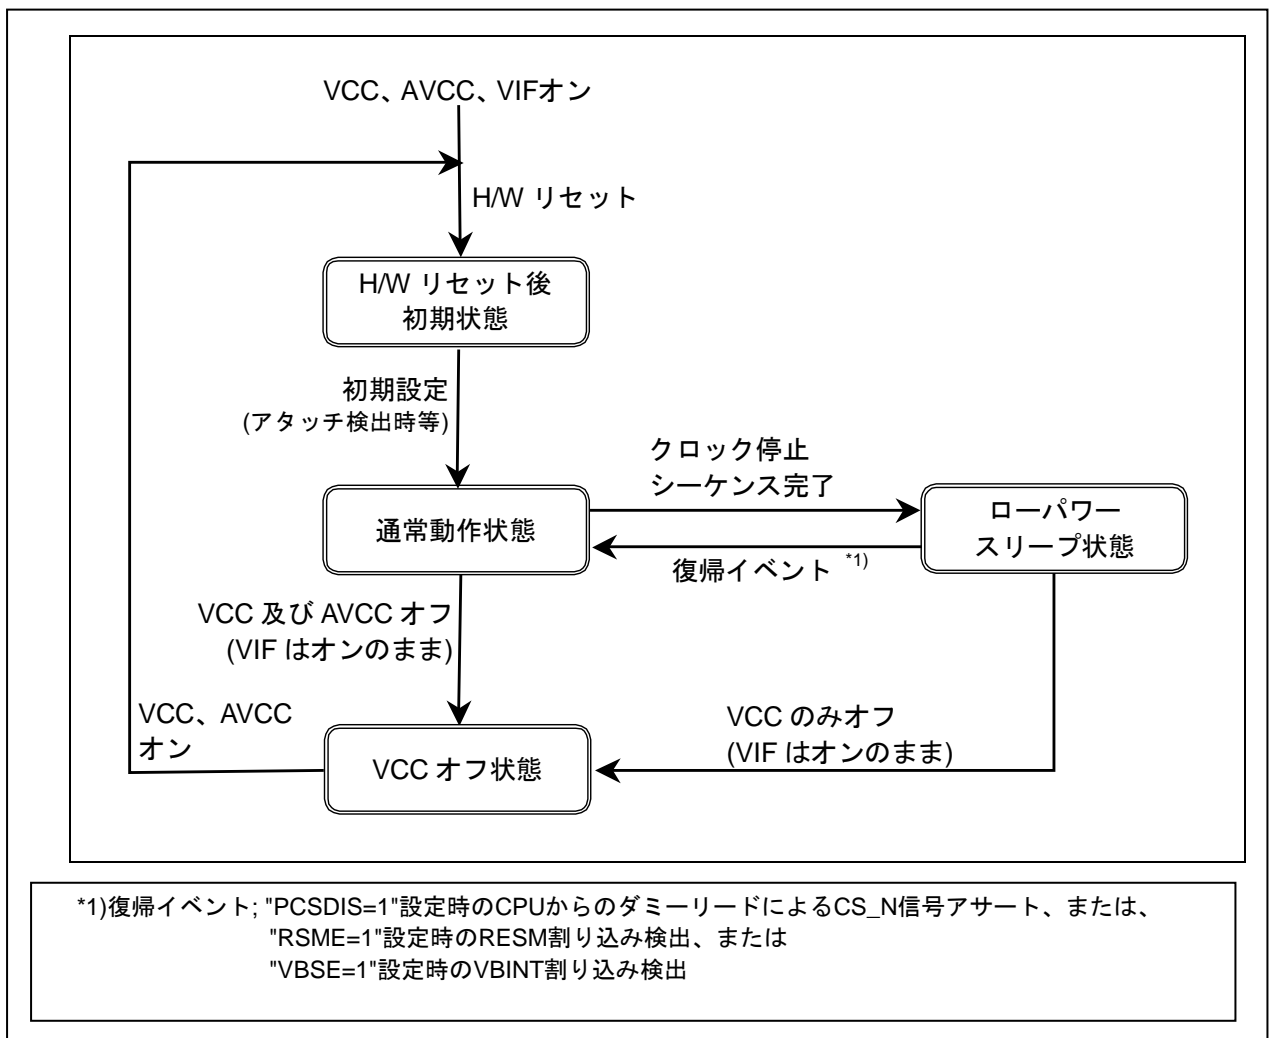 VCC、AVCC、VIFオン
H/W リセット
H/W リセット後
初期状態
初期設定
(アタッチ検出時等)
クロック停止
シーケンス完了
通常動作状態
ローパワー
スリープ状態
復帰イベント *1)
VCC 及び AVCC オフ
(VIF はオンのまま)
VCC、AVCC
オン
VCC のみオフ
(VIF はオンのまま)
VCC オフ状態
*1)復帰イベント; "PCSDIS=1"設定時のCPUからのダミーリードによるCS_N信号アサート、または、
"RSME=1"設定時のRESM割り込み検出、または
"VBSE=1"設定時のVBINT割り込み検出